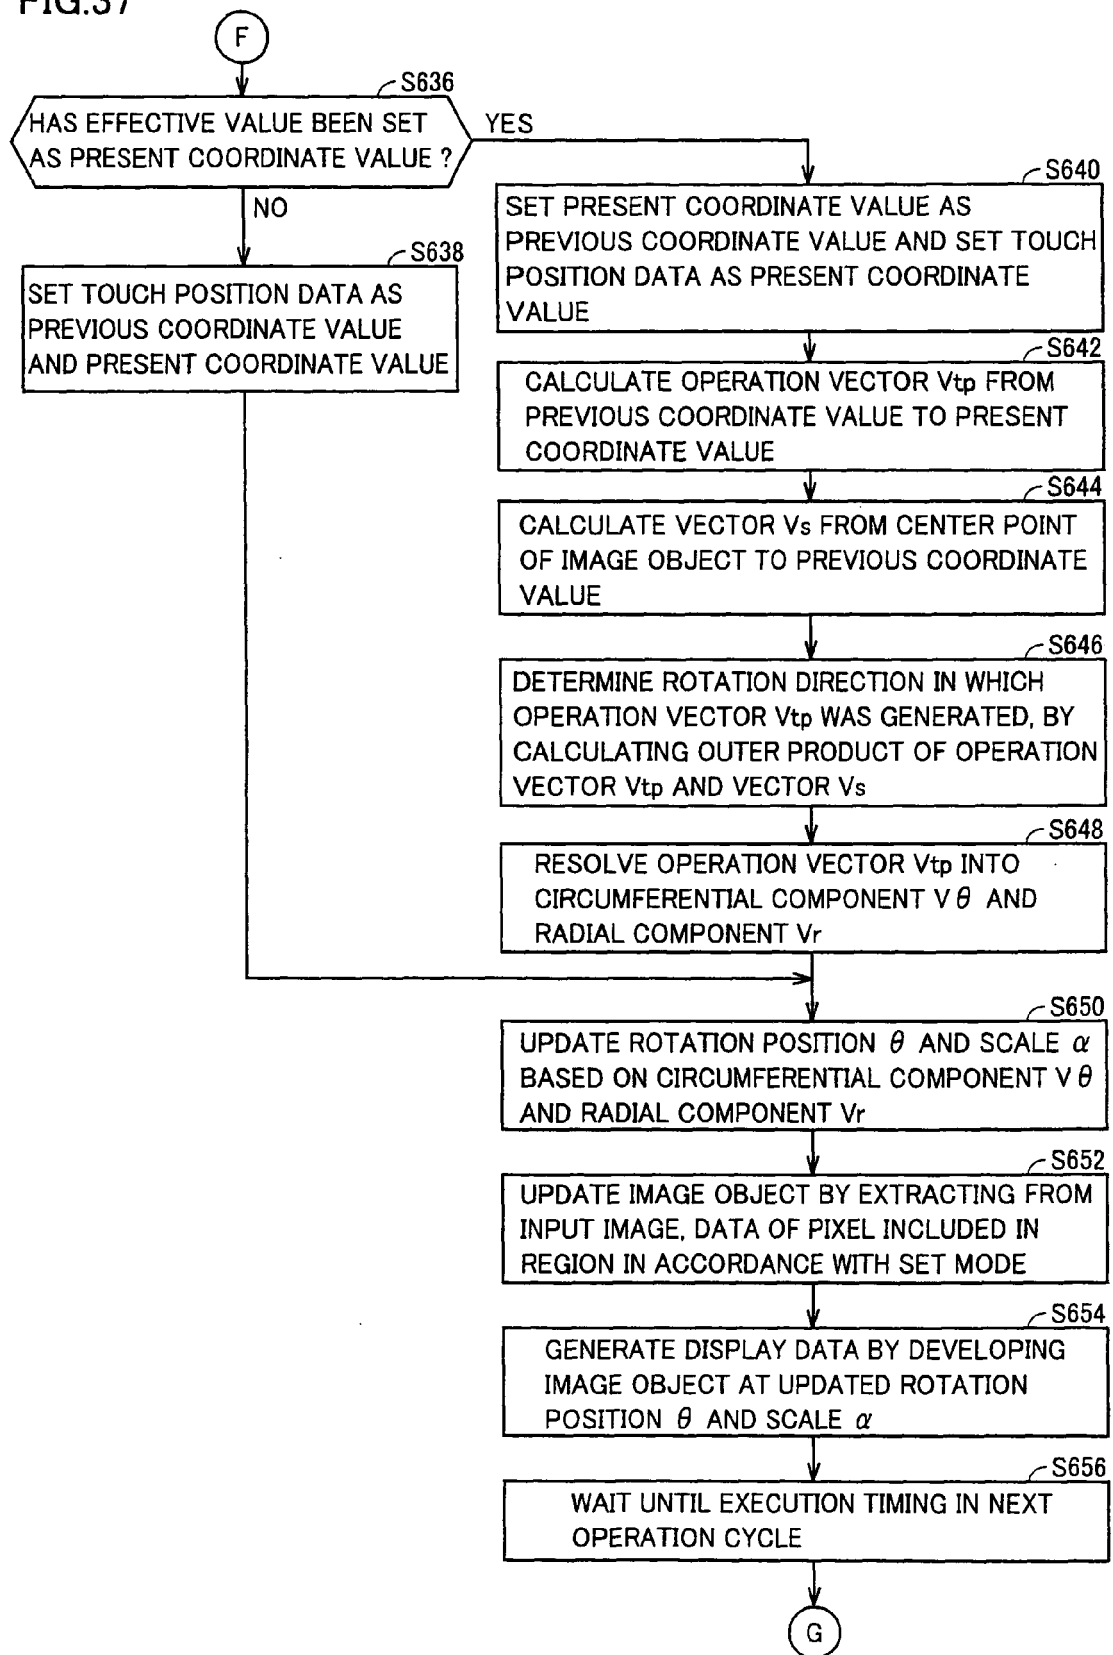 FIG.37
F
S636
HAS EFFECTIVE VALUE BEEN SET
AS PRESENT COORDINATE VALUE ?
YES
NO
S638
SET TOUCH POSITION DATA AS
PREVIOUS COORDINATE VALUE
AND PRESENT COORDINATE VALUE
S640
SET PRESENT COORDINATE VALUE AS
PREVIOUS COORDINATE VALUE AND SET TOUCH
POSITION DATA AS PRESENT COORDINATE
VALUE
S642
CALCULATE OPERATION VECTOR Vtp FROM
PREVIOUS COORDINATE VALUE TO PRESENT
COORDINATE VALUE
S644
CALCULATE VECTOR Vs FROM CENTER POINT
OF IMAGE OBJECT TO PREVIOUS COORDINATE
VALUE
S646
DETERMINE ROTATION DIRECTION IN WHICH
OPERATION VECTOR Vtp WAS GENERATED, BY
CALCULATING OUTER PRODUCT OF OPERATION
VECTOR Vtp AND VECTOR Vs
S648
RESOLVE OPERATION VECTOR Vtp INTO
CIRCUMFERENTIAL COMPONENT V θ AND
RADIAL COMPONENT Vr
S650
UPDATE ROTATION POSITION θ AND SCALE α
BASED ON CIRCUMFERENTIAL COMPONENT V θ
AND RADIAL COMPONENT Vr
S652
UPDATE IMAGE OBJECT BY EXTRACTING FROM
INPUT IMAGE, DATA OF PIXEL INCLUDED IN
REGION IN ACCORDANCE WITH SET MODE
S654
GENERATE DISPLAY DATA BY DEVELOPING
IMAGE OBJECT AT UPDATED ROTATION
POSITION θ AND SCALE α
S656
WAIT UNTIL EXECUTION TIMING IN NEXT
OPERATION CYCLE
G